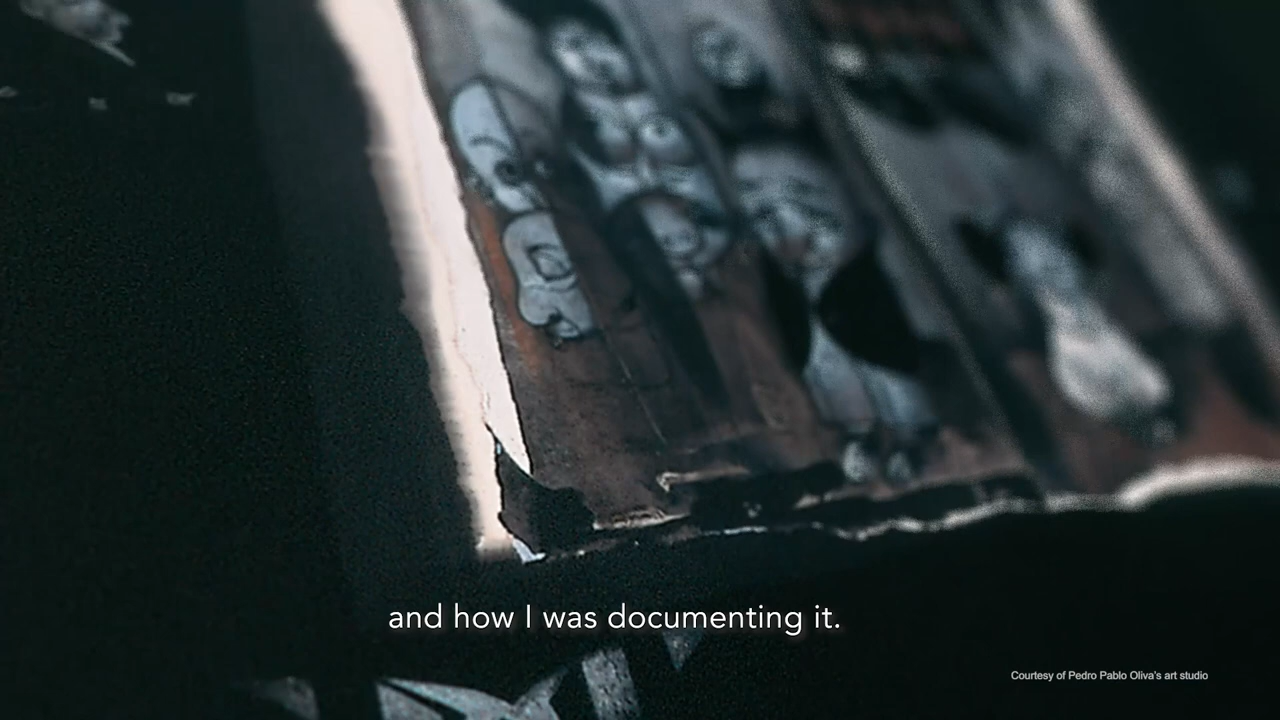 and how I was documenting it.
Courtesy of Pedro Pablo Oliva's art studio